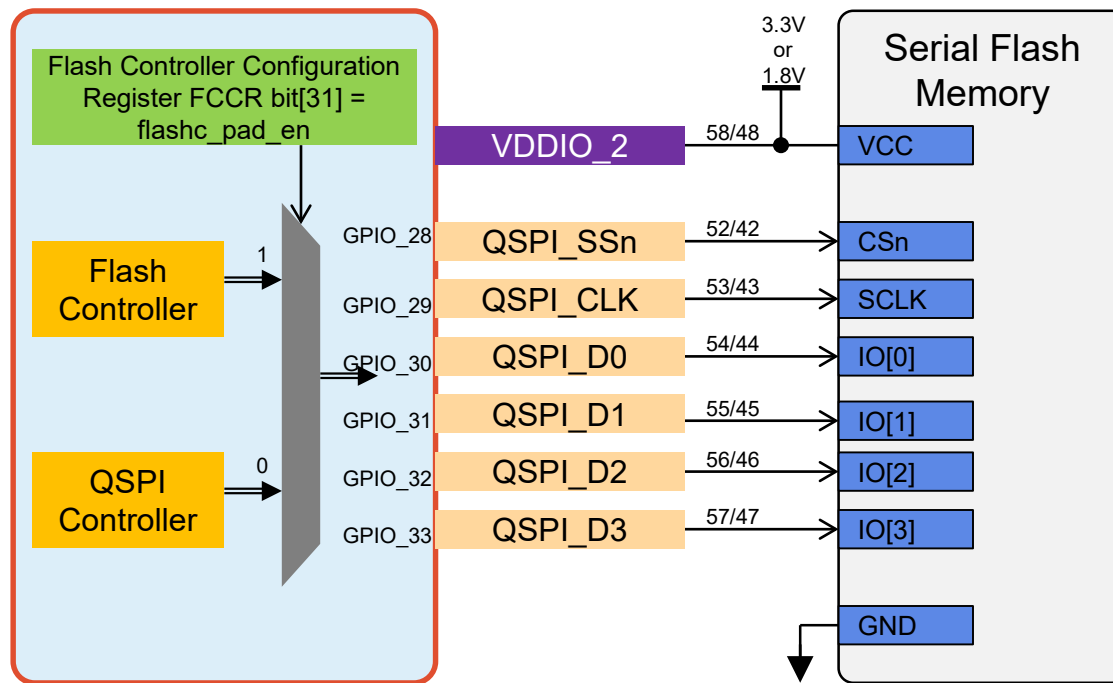 Flash Controller Configuration
Register FCCR bit[31] =
flashc_pad_en
3.3V
or
1.8V
Serial Flash
Memory
VDDIO_2
58/48
VCC
GPIO_28
QSPI_SSn
52/42
CSn
Flash
Controller
1
GPIO_29
QSPI_CLK
53/43
SCLK
GPIO_30
QSPI_D0
54/44
IO[0]
GPIO_31
QSPI_D1
55/45
IO[1]
QSPI
Controller
0
GPIO_32
QSPI_D2
56/46
IO[2]
GPIO_33
QSPI_D3
57/47
IO[3]
GND